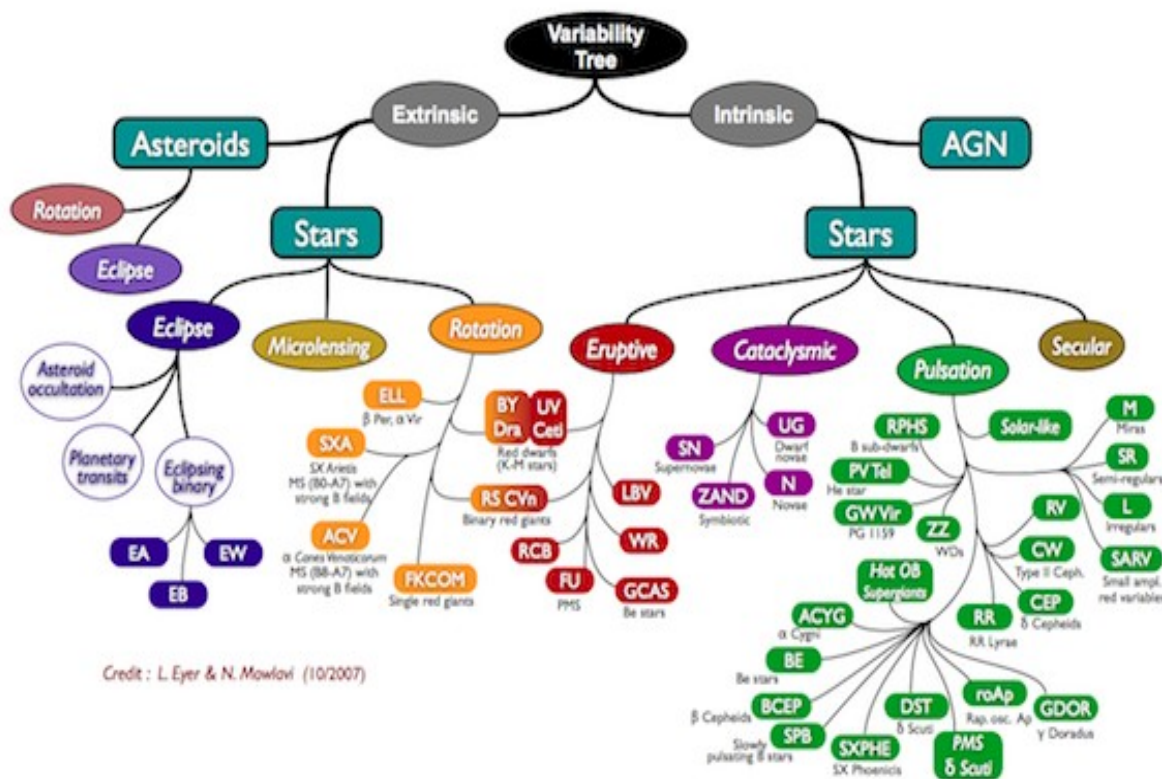 Variability
Tree
Extrinsic
Intrinsic
Asteroids
AGN
Rotation
Eclipse
Stars
Stars
Eclipse
Microlensing
Rotation
Eruptive
Cataclysmic
Pulsation
Secular
Asteroid
occultation
Planetary
transits
Eclipsing
binary
EA
EB
EW
ELL
β Per, α Vir
SXA
SX Arietis
MS (B0-A7) with
strong B fields
ACV
α Canes Venaticorum
MS (B8-A7) with
strong B fields
FKCOM
Single red giants
BY
Dra
UV
Ceti
Red dwarfs
(K-M stars)
RS CVn
Binary red giants
LBV
WR
RCB
FU
PMS
GCAS
Be stars
SN
Supernovae
UG
Dwarf
novae
ZAND
Symbiotic
N
Novae
RPHS
B sub-dwarfs
PV Tel
He star
GW Vir
PG 1159
ZZ
WDs
Solar-like
M
Miras
SR
Semi-regulars
L
Irregulars
SARV
Small ampl.
red variables
RV
CW
Type II Ceph.
CEP
δ Cepheids
RR
RR Lyrae
Hot OB
Supergiants
ACYG
α Cygni
BE
Be stars
BCEP
β Cepheids
SPB
Slowly
pulsating B stars
SXPHE
SX Phoenicis
DST
δ Scuti
PMS
δ Scuti
roAp
Rap. osc. Ap
GDOR
γ Doradus
Credit : L. Eyer & N. Mowlavi (10/2007)